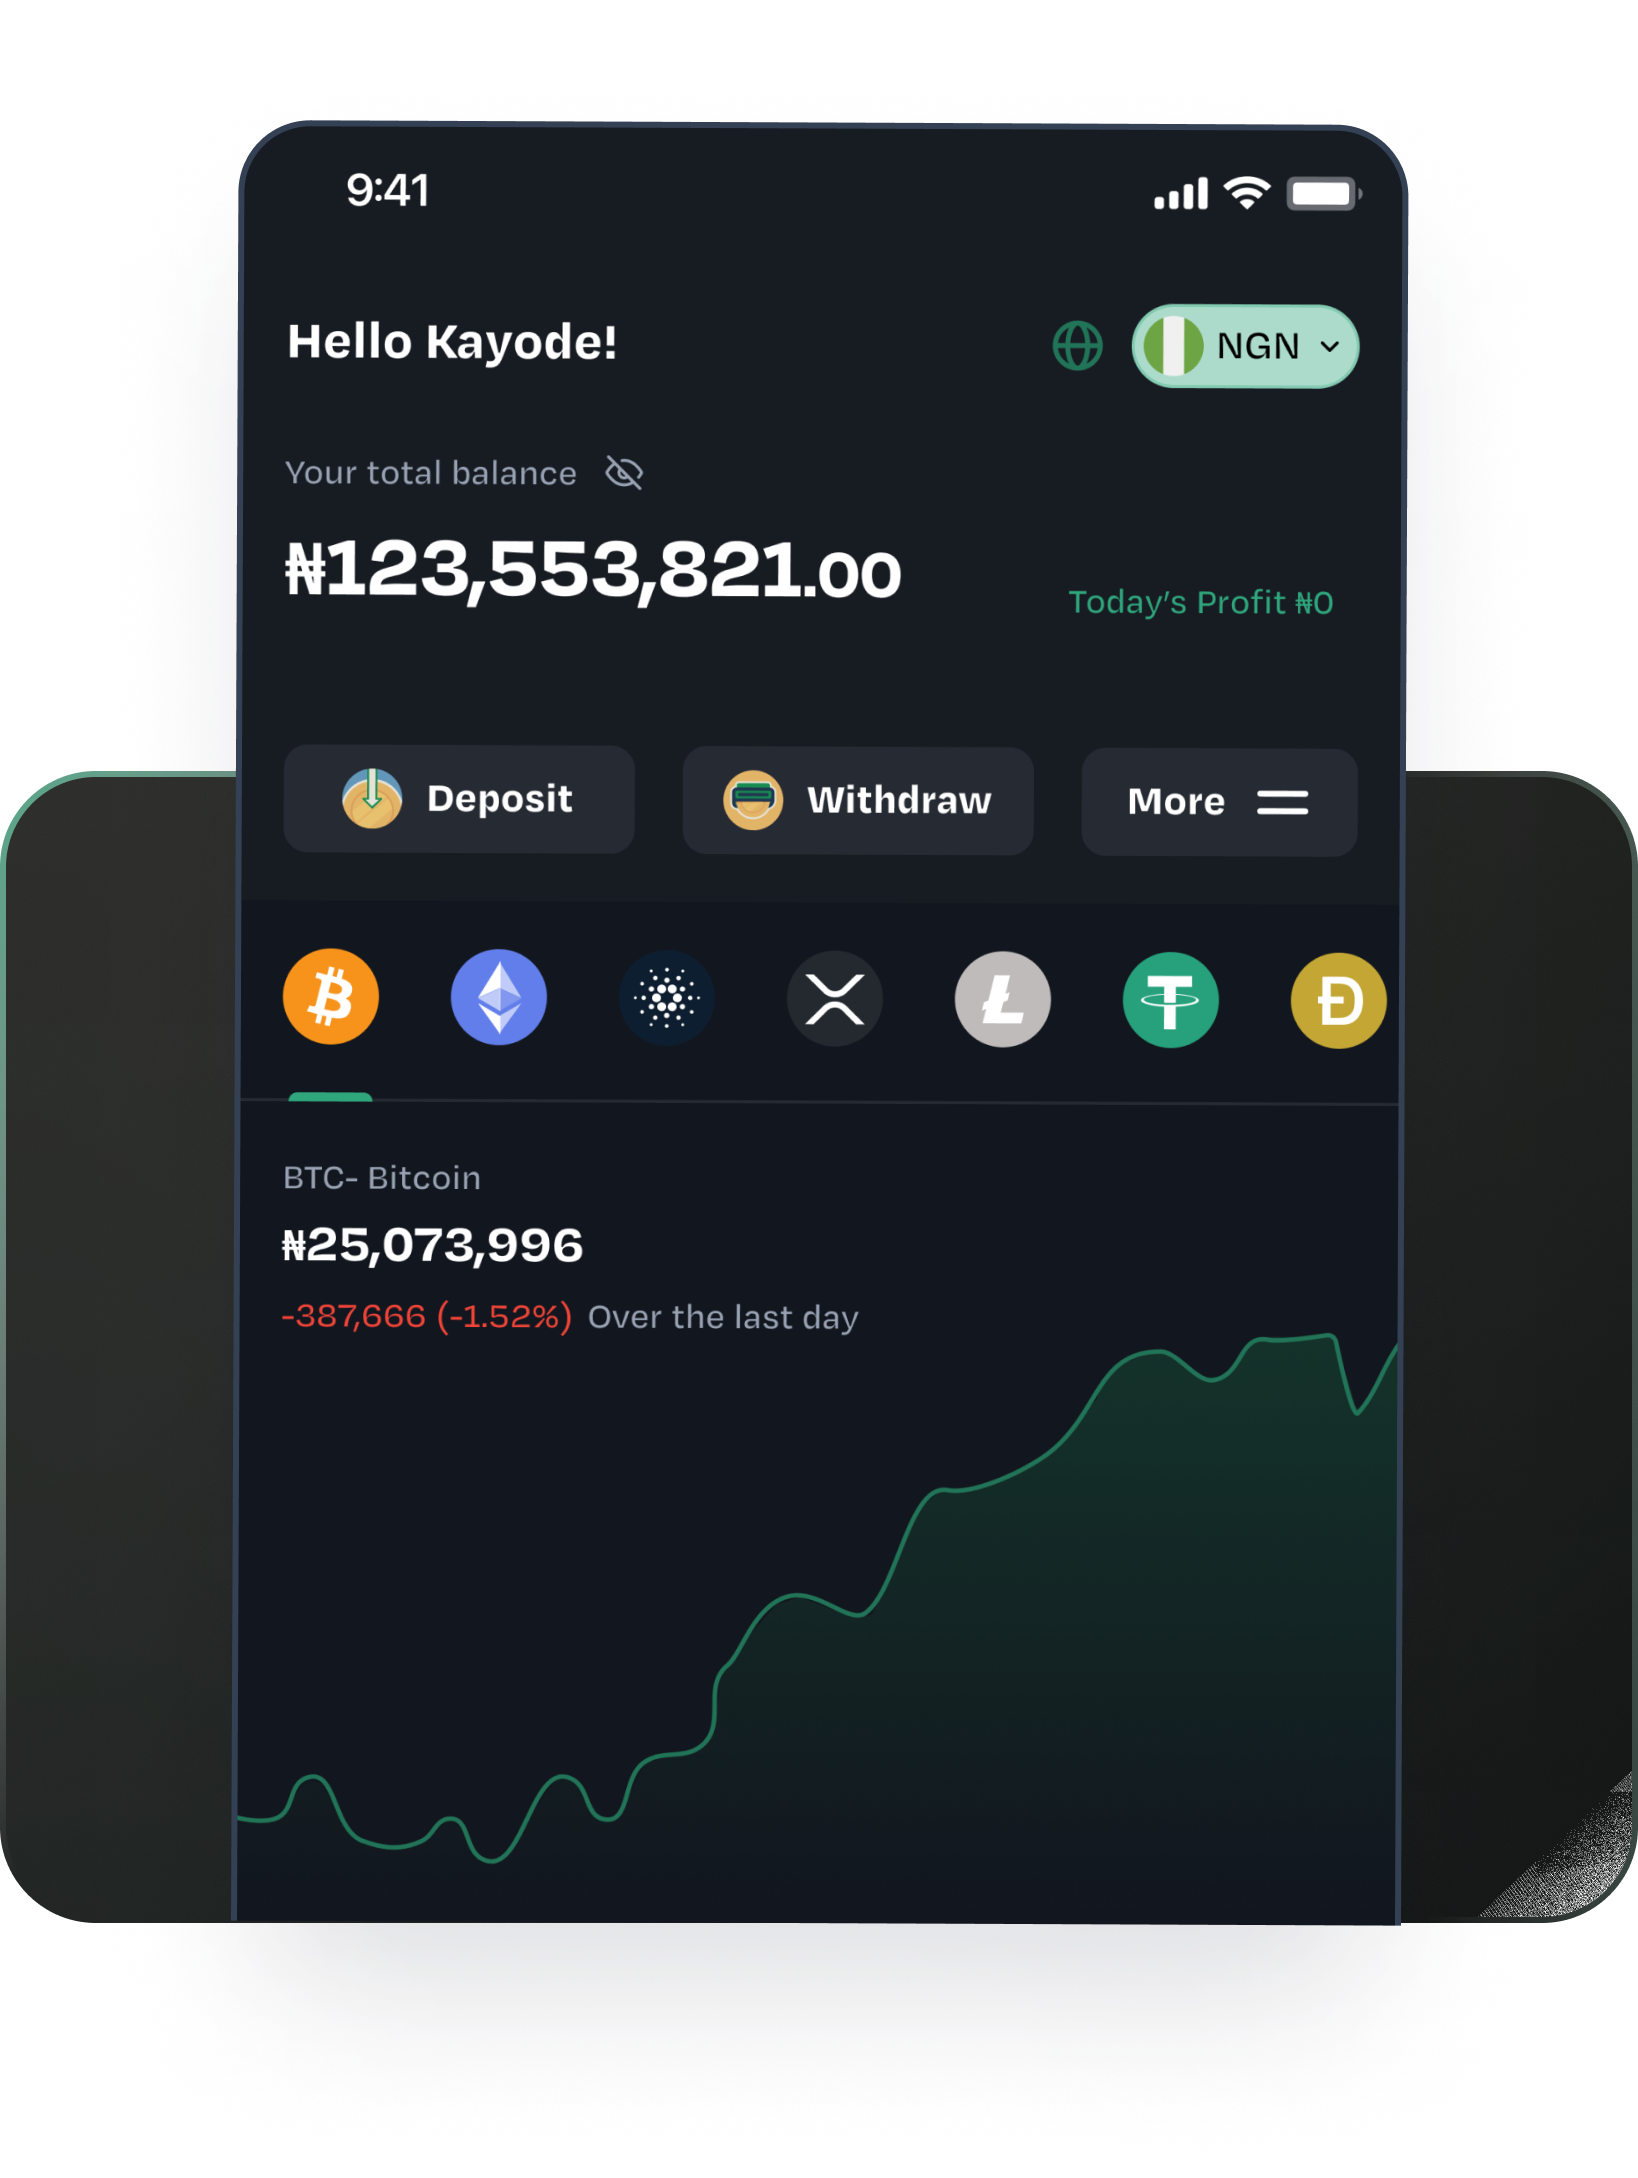 9:41
Hello Kayode!
NGN
Your total balance
₦123,553,821.00
Today's Profit ₦0
Deposit
Withdraw
More
BTC- Bitcoin
₦25,073,996
-387,666 (-1.52%) Over the last day